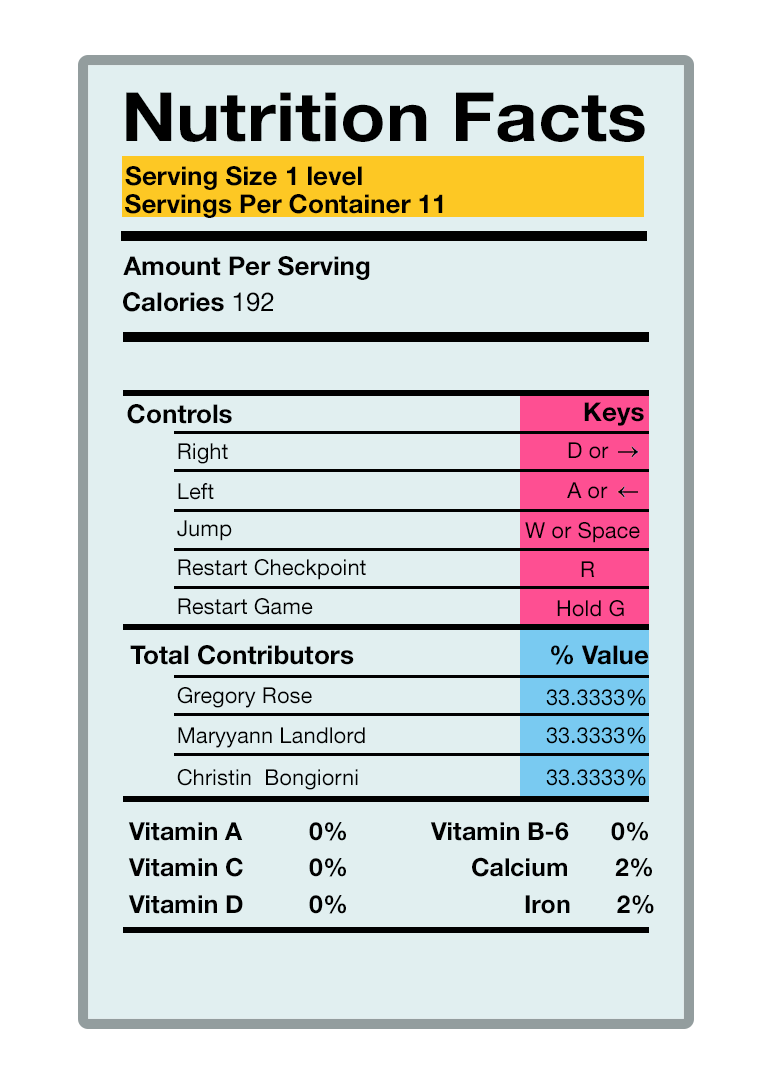 Nutrition Facts
Serving Size 1 level
Servings Per Container 11
Amount Per Serving
Calories 192
Controls Keys
Right D or →
Left A or ←
Jump W or Space
Restart Checkpoint R
Restart Game Hold G
Total Contributors % Value
Gregory Rose 33.3333%
Maryyann Landlord 33.3333%
Christin Bongiorni 33.3333%
Vitamin A 0% Vitamin B-6 0%
Vitamin C 0% Calcium 2%
Vitamin D 0% Iron 2%